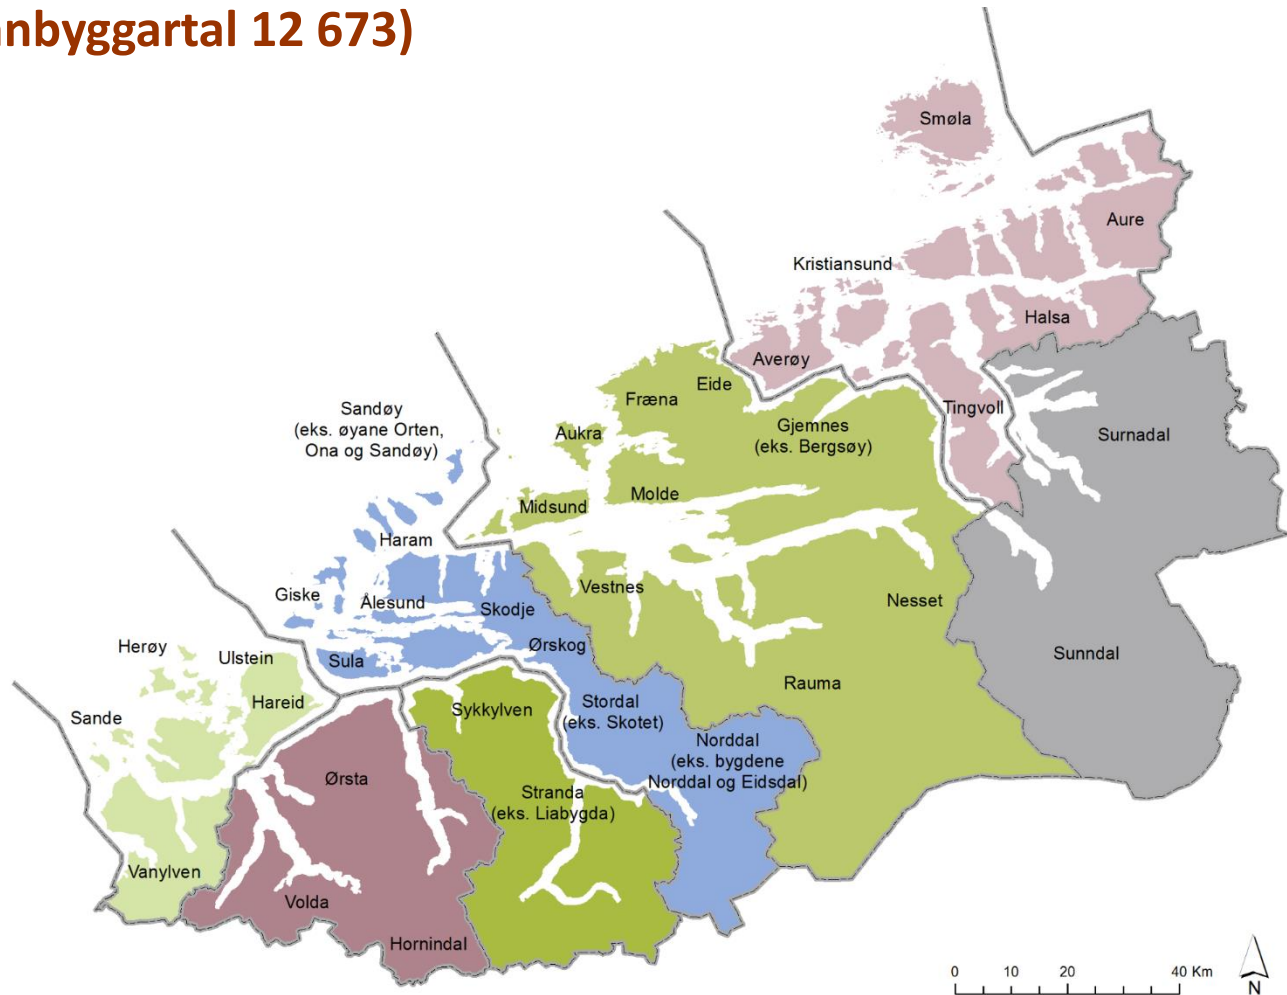 nbyggartal 12 673)
Smøla
Aure
Kristiansund
Halsa
Averøy
Eide
Fræna
Tingvoll
Sandøy
(eks. øyane Orten,
Ona og Sandøy)
Aukra
Gjemnes
(eks. Bergsøy)
Surnadal
Molde
Midsund
Haram
Vestnes
Giske
Ålesund
Skodje
Nesset
Ørskog
Herøy
Ulstein
Sula
Sunndal
Rauma
Hareid
Stordal
(eks. Skotet)
Sykkylven
Sande
Norddal
(eks. bygdene
Norddal og Eidsdal)
Ørsta
Stranda
(eks. Liabygda)
Vanylven
Volda
Hornindal
0 10 20 40 Km
N